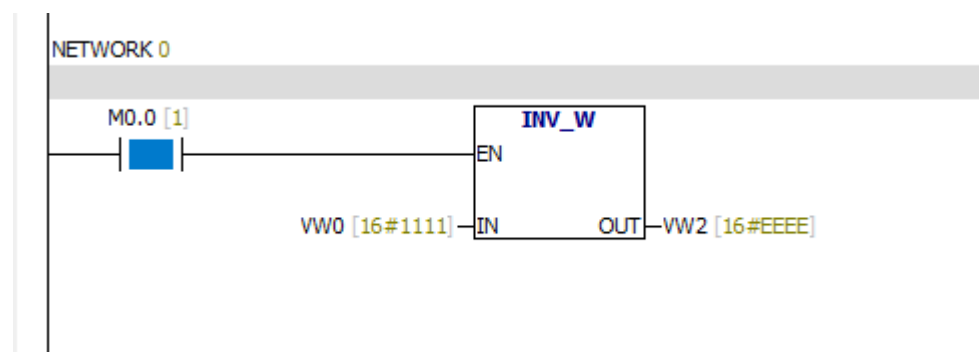 NETWORK 0
M0.0 [1]
INV_W
EN
VW0 [16#1111] IN OUT VW2 [16#EEEE]